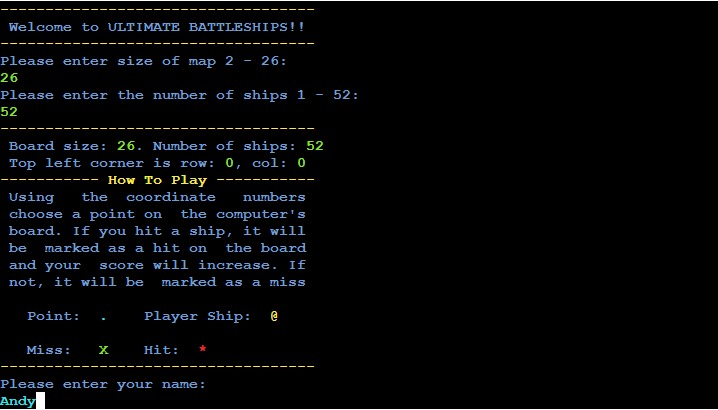 -----------------------------------
Welcome to ULTIMATE BATTLESHIPS!!
-----------------------------------
Please enter size of map 2 - 26:
26
Please enter the number of ships 1 - 52:
52
-----------------------------------
Board size: 26. Number of ships: 52
Top left corner is row: 0, col: 0
----------- How To Play -----------
Using the coordinate numbers
choose a point on the computer's
board. If you hit a ship, it will
be marked as a hit on the board
and your score will increase. If
not, it will be marked as a miss
Point: . Player Ship: @
Miss: X Hit: *
-----------------------------------
Please enter your name:
Andy